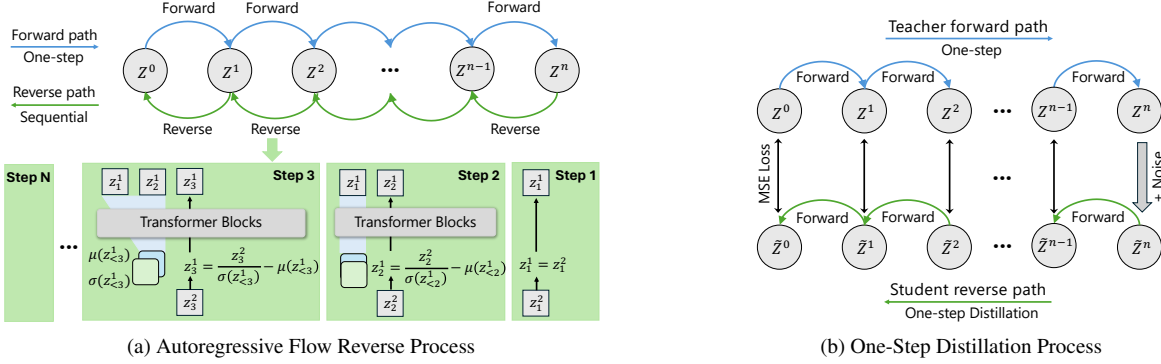 Forward Forward Forward
Forward path
One-step
Z^0 Z^1 Z^2 ... Z^{n-1} Z^n
Reverse path
Sequential
Reverse Reverse Reverse
Step N
...
Step 3
z_1^1 z_2^1 z_3^1
Transformer Blocks
μ(z_{<3}^1)
σ(z_{<3}^1)
z_3^1 = \frac{z_3^2}{σ(z_{<3}^1)} − μ(z_{<3}^1)
z_3^2
Step 2
z_1^1 z_2^1
Transformer Blocks
z_2^1 = \frac{z_2^2}{σ(z_{<2}^1)} − μ(z_{<2}^1)
z_2^2
Step 1
z_1^1
z_1^1 = z_1^2
z_1^2
(a) Autoregressive Flow Reverse Process
Teacher forward path
One-step
Forward Forward Forward
Z^0 Z^1 Z^2 ... Z^{n-1} Z^n
MSE Loss
...
+ Noise
Forward Forward Forward
Z̃^0 Z̃^1 Z̃^2 ... Z̃^{n-1} Z̃^n
Student reverse path
One-step Distillation
(b) One-Step Distillation Process